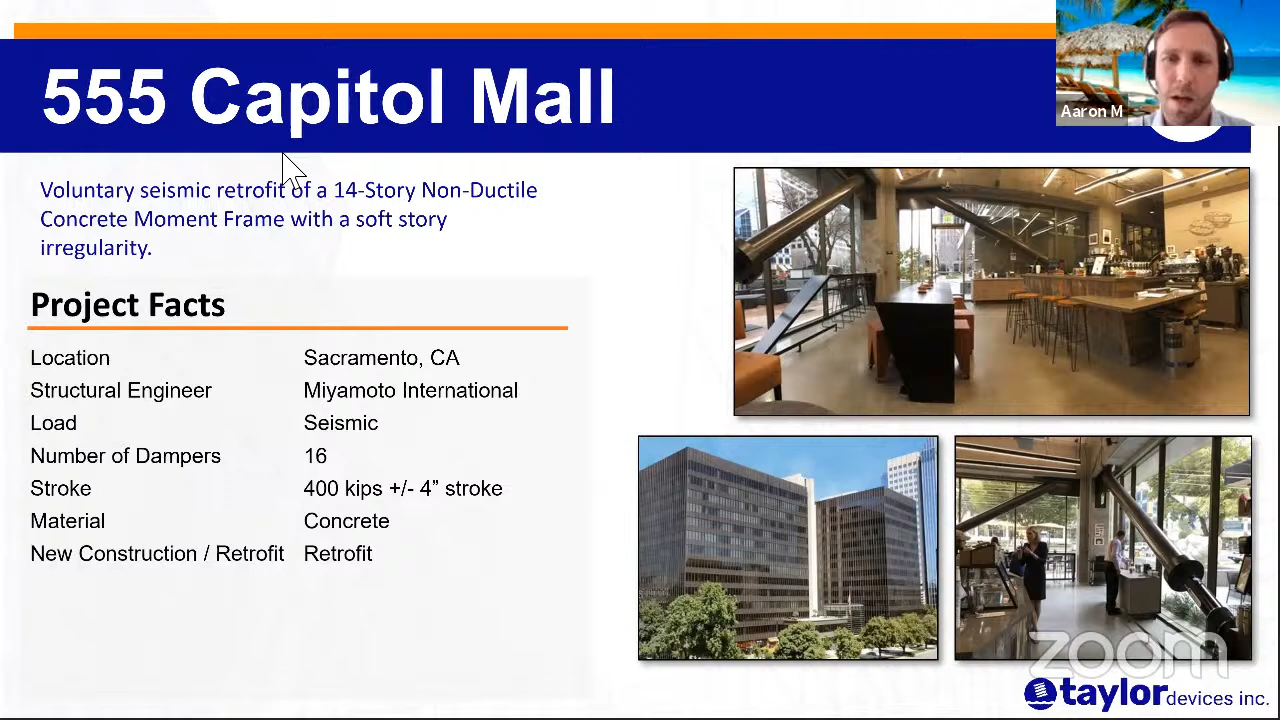 555 Capitol Mall
Aaron M
Voluntary seismic retrofit of a 14-Story Non-Ductile
Concrete Moment Frame with a soft story
irregularity.
Project Facts
Location Sacramento, CA
Structural Engineer Miyamoto International
Load Seismic
Number of Dampers 16
Stroke 400 kips +/- 4” stroke
Material Concrete
New Construction / Retrofit Retrofit
zoom
taylor devices inc.